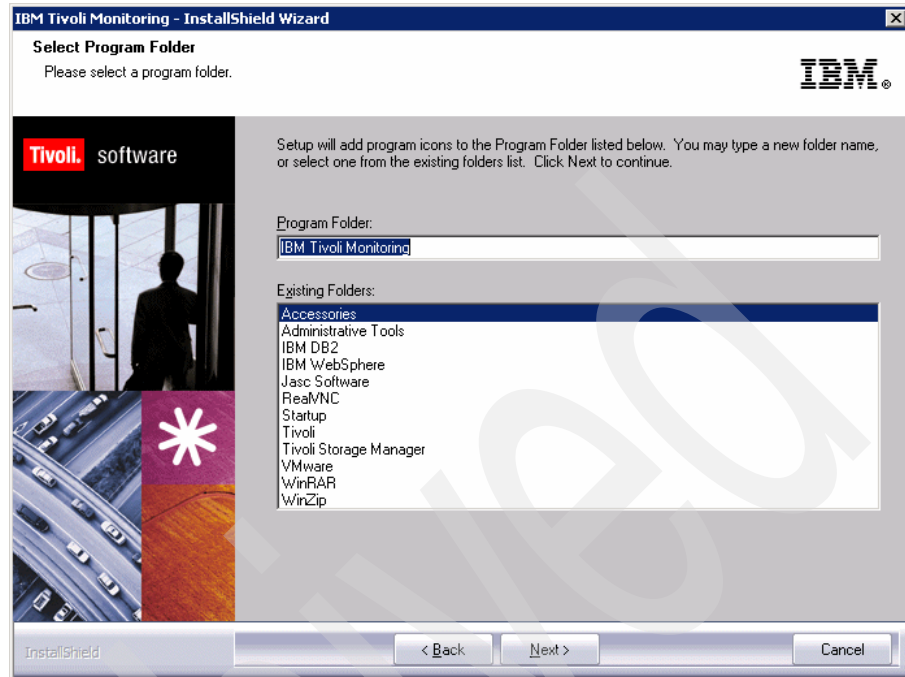 IBM Tivoli Monitoring - InstallShield Wizard
Select Program Folder
Please select a program folder.
IBM®
Tivoli. software
Setup will add program icons to the Program Folder listed below. You may type a new folder name,
or select one from the existing folders list. Click Next to continue.
Program Folder:
IBM Tivoli Monitoring
Existing Folders:
Accessories
Administrative Tools
IBM DB2
IBM WebSphere
Jasc Software
RealVNC
Startup
Tivoli
Tivoli Storage Manager
VMware
WinRAR
WinZip
InstallShield
< Back
Next >
Cancel